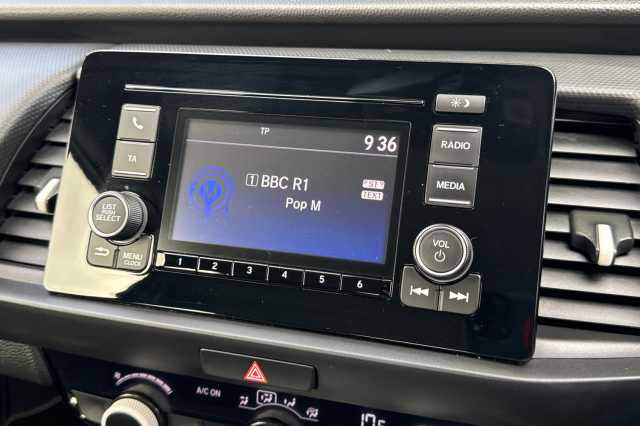 TP
9 36
1 BBC R1
Pop M
TEXT
TA
RADIO
MEDIA
LIST
PUSH
SELECT
MENU
CLOCK
VOL
1 2 3 4 5 6
A/C ON